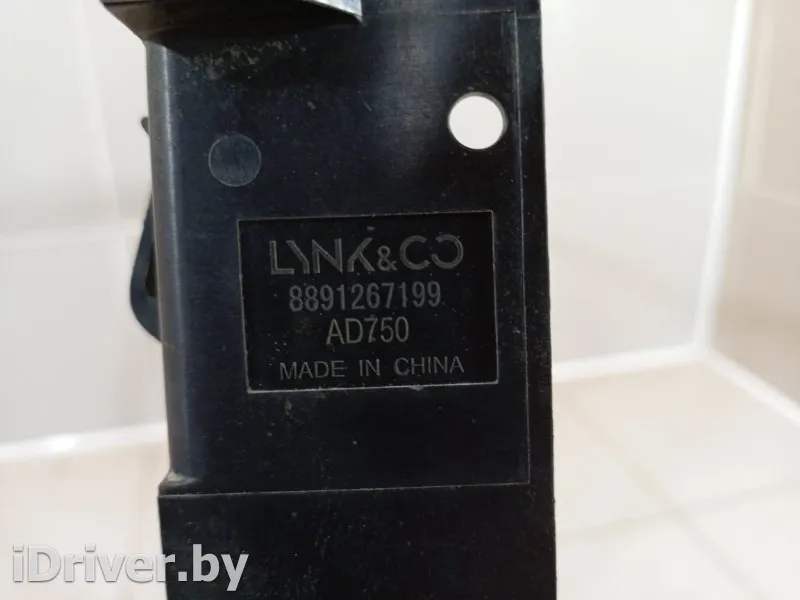 LYNK&CO
8891267199
AD750
MADE IN CHINA
iDriver.by